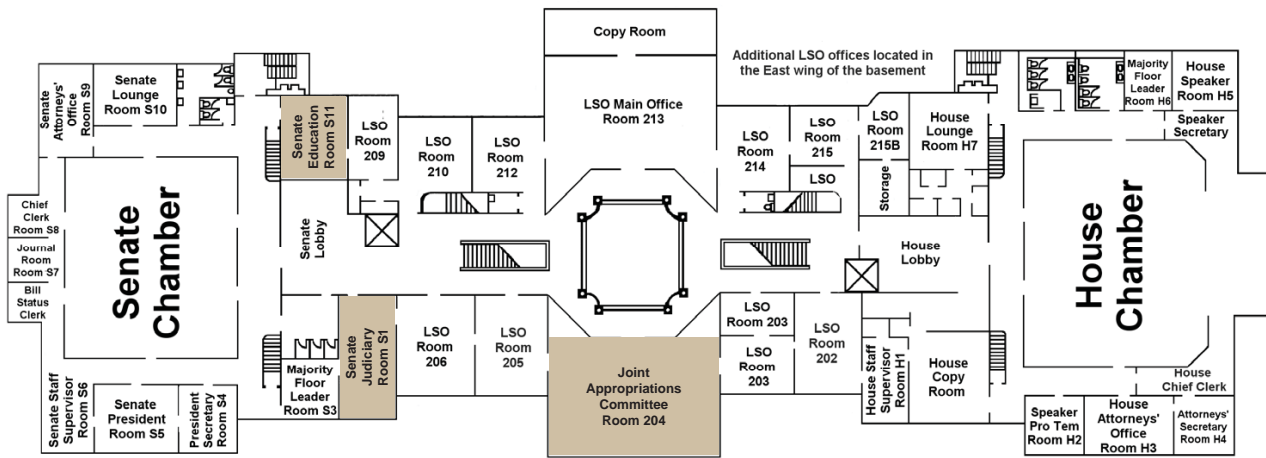 Copy Room
Additional LSO offices located in
the East wing of the basement
Senate
Attorneys'
Office
Room S9
Senate
Lounge
Room S10
Senate
Education
Room S11
LSO
Room
209
LSO
Room
210
LSO
Room
212
LSO Main Office
Room 213
LSO
Room
214
LSO
Room
215
LSO
LSO
Room
215B
Storage
House
Lounge
Room H7
Majority
Floor
Leader
Room H6
House
Speaker
Room H5
Speaker
Secretary
Chief
Clerk
Room S8
Journal
Room
Room S7
Bill
Status
Clerk
Senate
Chamber
Senate
Lobby
House
Lobby
House
Chamber
Senate Staff
Supervisor
Room S6
Senate
President
Room S5
President
Secretary
Room S4
Majority
Floor
Leader
Room S3
Senate
Judiciary
Room S1
LSO
Room
206
LSO
Room
205
Joint
Appropriations
Committee
Room 204
LSO
Room 203
LSO
Room
203
LSO
Room
202
House Staff
Supervisor
Room H1
House
Copy
Room
House
Chief Clerk
Speaker
Pro Tem
Room H2
House
Attorneys'
Office
Room H3
Attorneys'
Secretary
Room H4